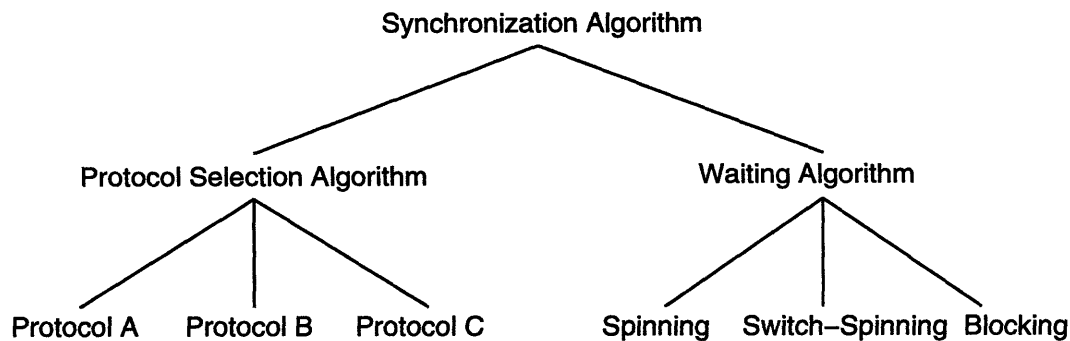 Synchronization Algorithm
Protocol Selection Algorithm
Waiting Algorithm
Protocol A
Protocol B
Protocol C
Spinning
Switch–Spinning
Blocking